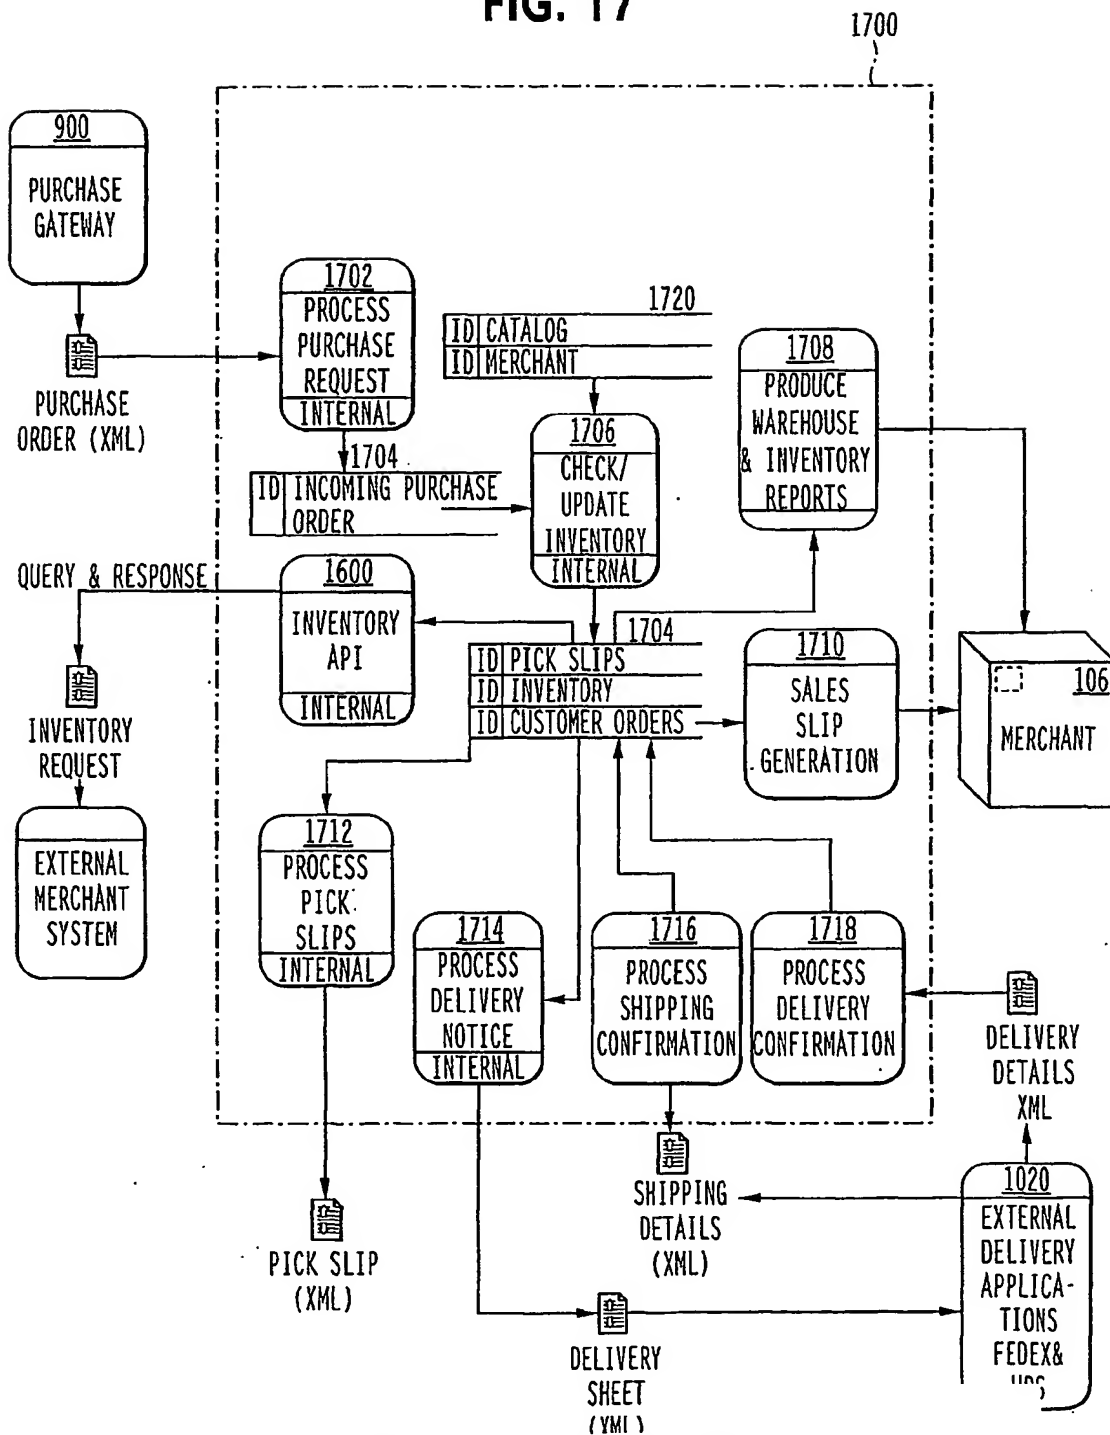 FIG. 17
1700
900
PURCHASE
GATEWAY
PURCHASE
ORDER (XML)
1702
PROCESS
PURCHASE
REQUEST
INTERNAL
1720
ID CATALOG
ID MERCHANT
1704
ID INCOMING PURCHASE
ORDER
1706
CHECK/
UPDATE
INVENTORY
INTERNAL
1708
PRODUCE
WAREHOUSE
& INVENTORY
REPORTS
QUERY & RESPONSE
1600
INVENTORY
API
INTERNAL
INVENTORY
REQUEST
EXTERNAL
MERCHANT
SYSTEM
1704
ID PICK SLIPS
ID INVENTORY
ID CUSTOMER ORDERS
1710
SALES
SLIP
GENERATION
106
MERCHANT
1712
PROCESS
PICK
SLIPS
INTERNAL
1714
PROCESS
DELIVERY
NOTICE
INTERNAL
1716
PROCESS
SHIPPING
CONFIRMATION
1718
PROCESS
DELIVERY
CONFIRMATION
DELIVERY
DETAILS
XML
PICK SLIP
(XML)
SHIPPING
DETAILS
(XML)
DELIVERY
SHEET
(XML)
1020
EXTERNAL
DELIVERY
APPLICA-
TIONS
FEDEX&